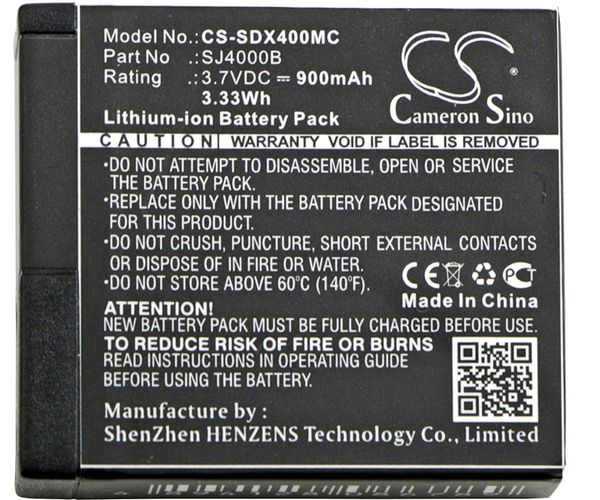 Model No.: CS-SDX400MC
Part No : SJ4000B
Rated : 3.7VDC ⎓ 900mAh
3.33Wh
Lithium-ion Battery Pack
CS
Cameron Sino
CAUTION WARRANTY VOID IF LABEL IS REMOVED
•DO NOT ATTEMPT TO DISASSEMBLE, OPEN OR SERVICE
THE BATTERY PACK.
•REPLACE ONLY WITH THE BATTERY PACK DESIGNATED
FOR THIS PRODUCT.
•DO NOT CRUSH, PUNCTURE, SHORT EXTERNAL CONTACTS
OR DISPOSE IN FIRE OR WATER.
•DO NOT STORE ABOVE 60°C (140°F).
CE PCT
Made In China
ATTENTION!
NEW BATTERY PACK MUST BE FULLY CHARGED BEFORE USE
TO REDUCE RISK OF FIRE OR BURNS
READ INSTRUCTIONS IN OPERATING GUIDE
BEFORE USING THE BATTERY.
Manufacture by :
ShenZhen HENZENS Technology Co., Limited